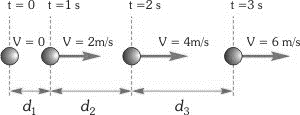 t = 0 t =1 s t =2 s t =3 s
V = 0 V = 2m/s V = 4m/s V = 6 m/s
d₁ d₂ d₃